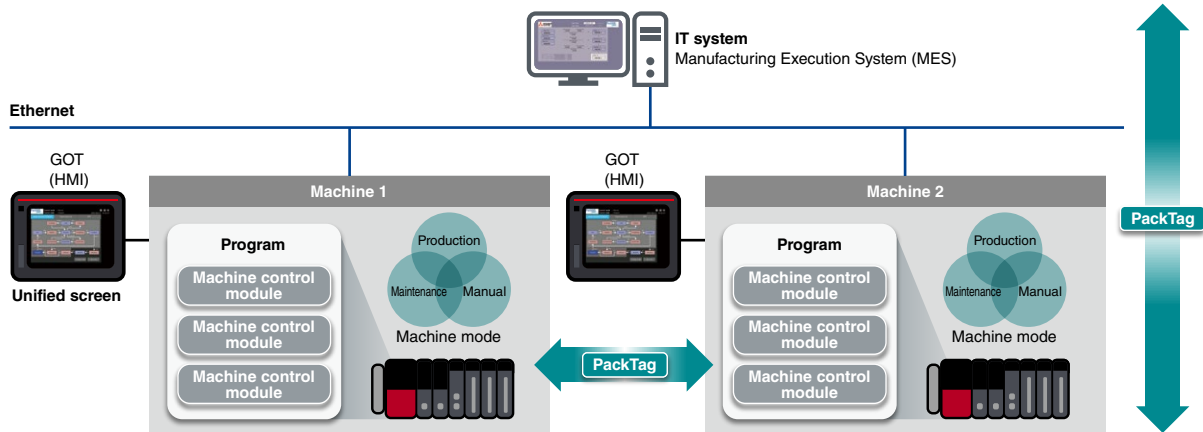 IT system
Manufacturing Execution System (MES)
Ethernet
GOT
(HMI)
Unified screen
Machine 1
Program
Machine control
module
Machine control
module
Machine control
module
Production
Maintenance
Manual
Machine mode
PackTag
GOT
(HMI)
Machine 2
Program
Machine control
module
Machine control
module
Machine control
module
Production
Maintenance
Manual
Machine mode
PackTag